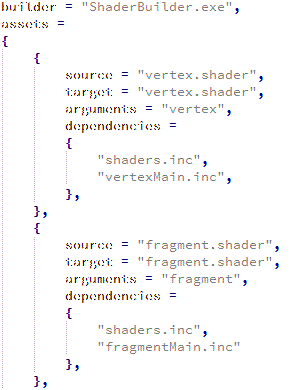 builder = "ShaderBuilder.exe",
assets =
{
{
source = "vertex.shader",
target = "vertex.shader",
arguments = "vertex",
dependencies =
{
"shaders.inc",
"vertexMain.inc",
},
},
{
source = "fragment.shader",
target = "fragment.shader",
arguments = "fragment",
dependencies =
{
"shaders.inc",
"fragmentMain.inc"
},
},